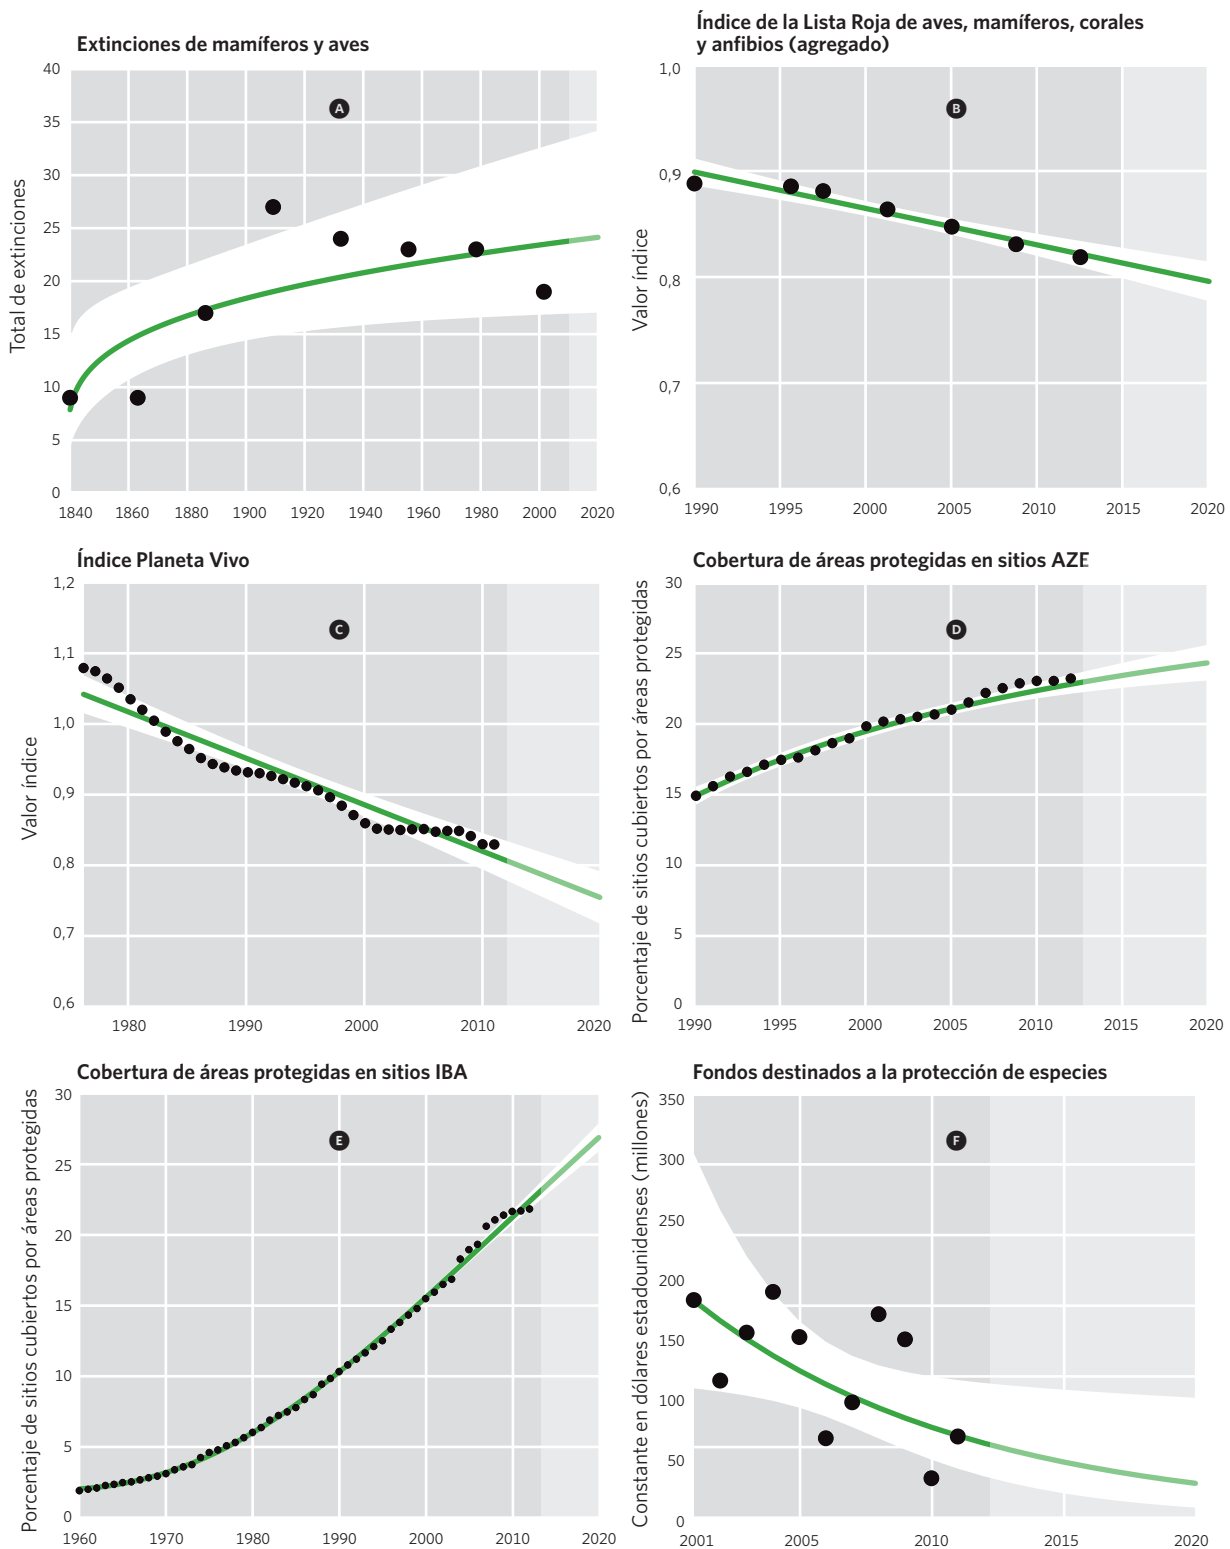 Extinciones de mamíferos y aves
Total de extinciones
40
35
30
25
20
15
10
5
0
A
1840 1860 1880 1900 1920 1940 1960 1980 2000 2020
Índice de la Lista Roja de aves, mamíferos, corales
y anfibios (agregado)
Valor índice
1,0
0,9
0,8
0,7
0,6
B
1990 1995 2000 2005 2010 2015 2020
Índice Planeta Vivo
Valor índice
1,2
1,1
1,0
0,9
0,8
0,7
0,6
C
1980 1990 2000 2010 2020
Cobertura de áreas protegidas en sitios AZE
Porcentaje de sitios cubiertos por áreas protegidas
30
25
20
15
10
5
0
D
1990 1995 2000 2005 2010 2015 2020
Cobertura de áreas protegidas en sitios IBA
Porcentaje de sitios cubiertos por áreas protegidas
30
25
20
15
10
5
0
E
1960 1970 1980 1990 2000 2010 2020
Fondos destinados a la protección de especies
Constante en dólares estadounidenses (millones)
350
300
250
200
150
100
50
0
F
2001 2005 2010 2015 2020